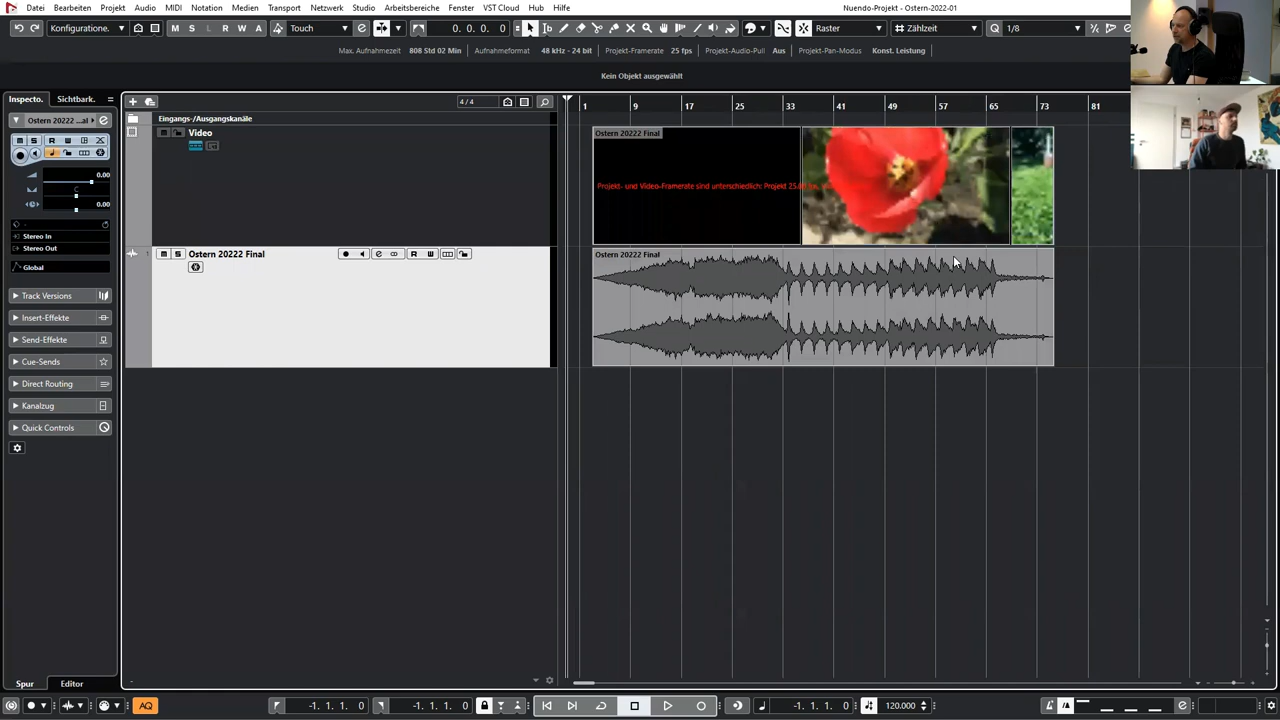 Datei Bearbeiten Projekt Audio MIDI Notation Medien Transport Netzwerk Studio Arbeitsbereiche Fenster VST Cloud Hub Hilfe Nuendo-Projekt - Ostern-2022-01
Konfiguratione. M S L R W A Touch 0. 0. 0. 0 Raster Zählzeit 1/8
Max. Aufnahmezeit 808 Std 02 Min Aufnahmeformat 48 kHz - 24 bit Projekt-Framerate 25 fps Projekt-Audio-Pull Aus Projekt-Pan-Modus Konst. Leistung
Kein Objekt ausgewählt
Inspecto. Sichtbark. 4/4 1 9 17 25 33 41 49 57 65 73 81
Ostern 20222 ...al Eingangs-/Ausgangskanäle
Video Ostern 20222 Final
M S R W
0.00
C
0.00
Projekt- und Video-Framerate sind unterschiedlich: Projekt
Stereo In
Stereo Out
Global
1 M S Ostern 20222 Final R W Ostern 20222 Final
Track Versions
Insert-Effekte
Send-Effekte
Cue-Sends
Direct Routing
Kanalzug
Quick Controls
Spur Editor
AQ -1. 1. 1. 0 -1. 1. 1. 0 -1. 1. 1. 0 120.000